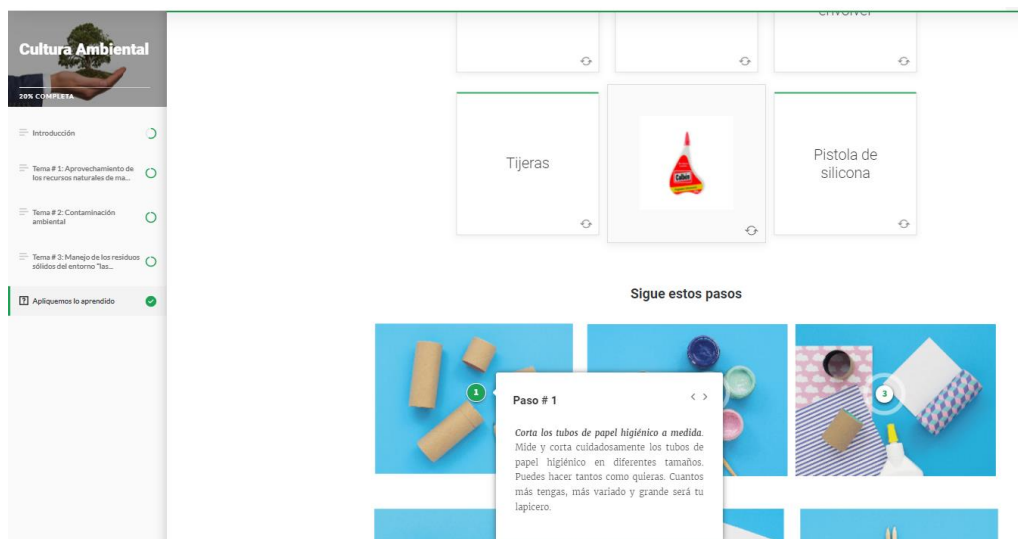 envolver
Cultura Ambiental
20% COMPLETA
Introducción
Tema # 1: Aprovechamiento de
los recursos naturales de ma...
Tema # 2: Contaminación
ambiental
Tema # 3: Manejo de los residuos
sólidos del entorno "las...
Apliquemos lo aprendido
Tijeras
Colbón
Pistola de
silicona
Sigue estos pasos
1
3
Paso # 1
Corta los tubos de papel higiénico a medida.
Mide y corta cuidadosamente los tubos de
papel higiénico en diferentes tamaños.
Puedes hacer tantos como quieras. Cuantos
más tengas, más variado y grande será tu
lapicero.